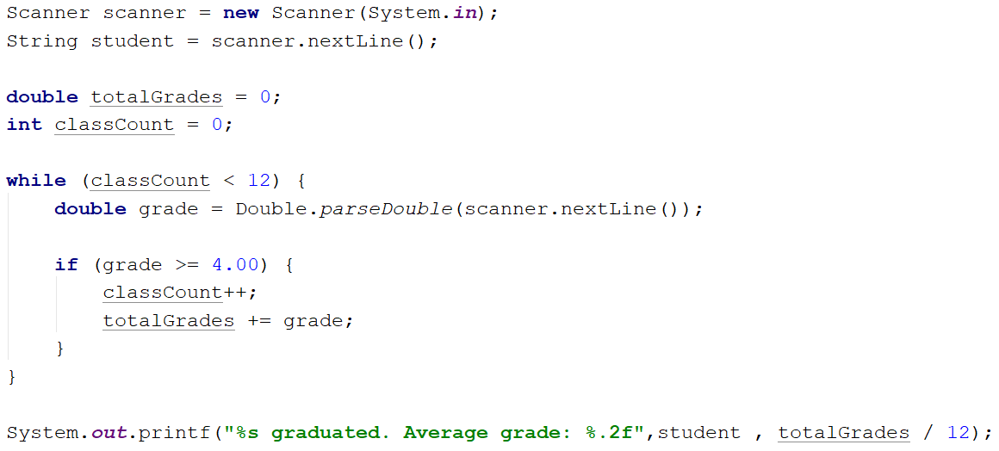 Scanner scanner = new Scanner(System.in);
String student = scanner.nextLine();
double totalGrades = 0;
int classCount = 0;
while (classCount < 12) {
    double grade = Double.parseDouble(scanner.nextLine());
    if (grade >= 4.00) {
        classCount++;
        totalGrades += grade;
    }
}
System.out.printf("%s graduated. Average grade: %.2f",student , totalGrades / 12);